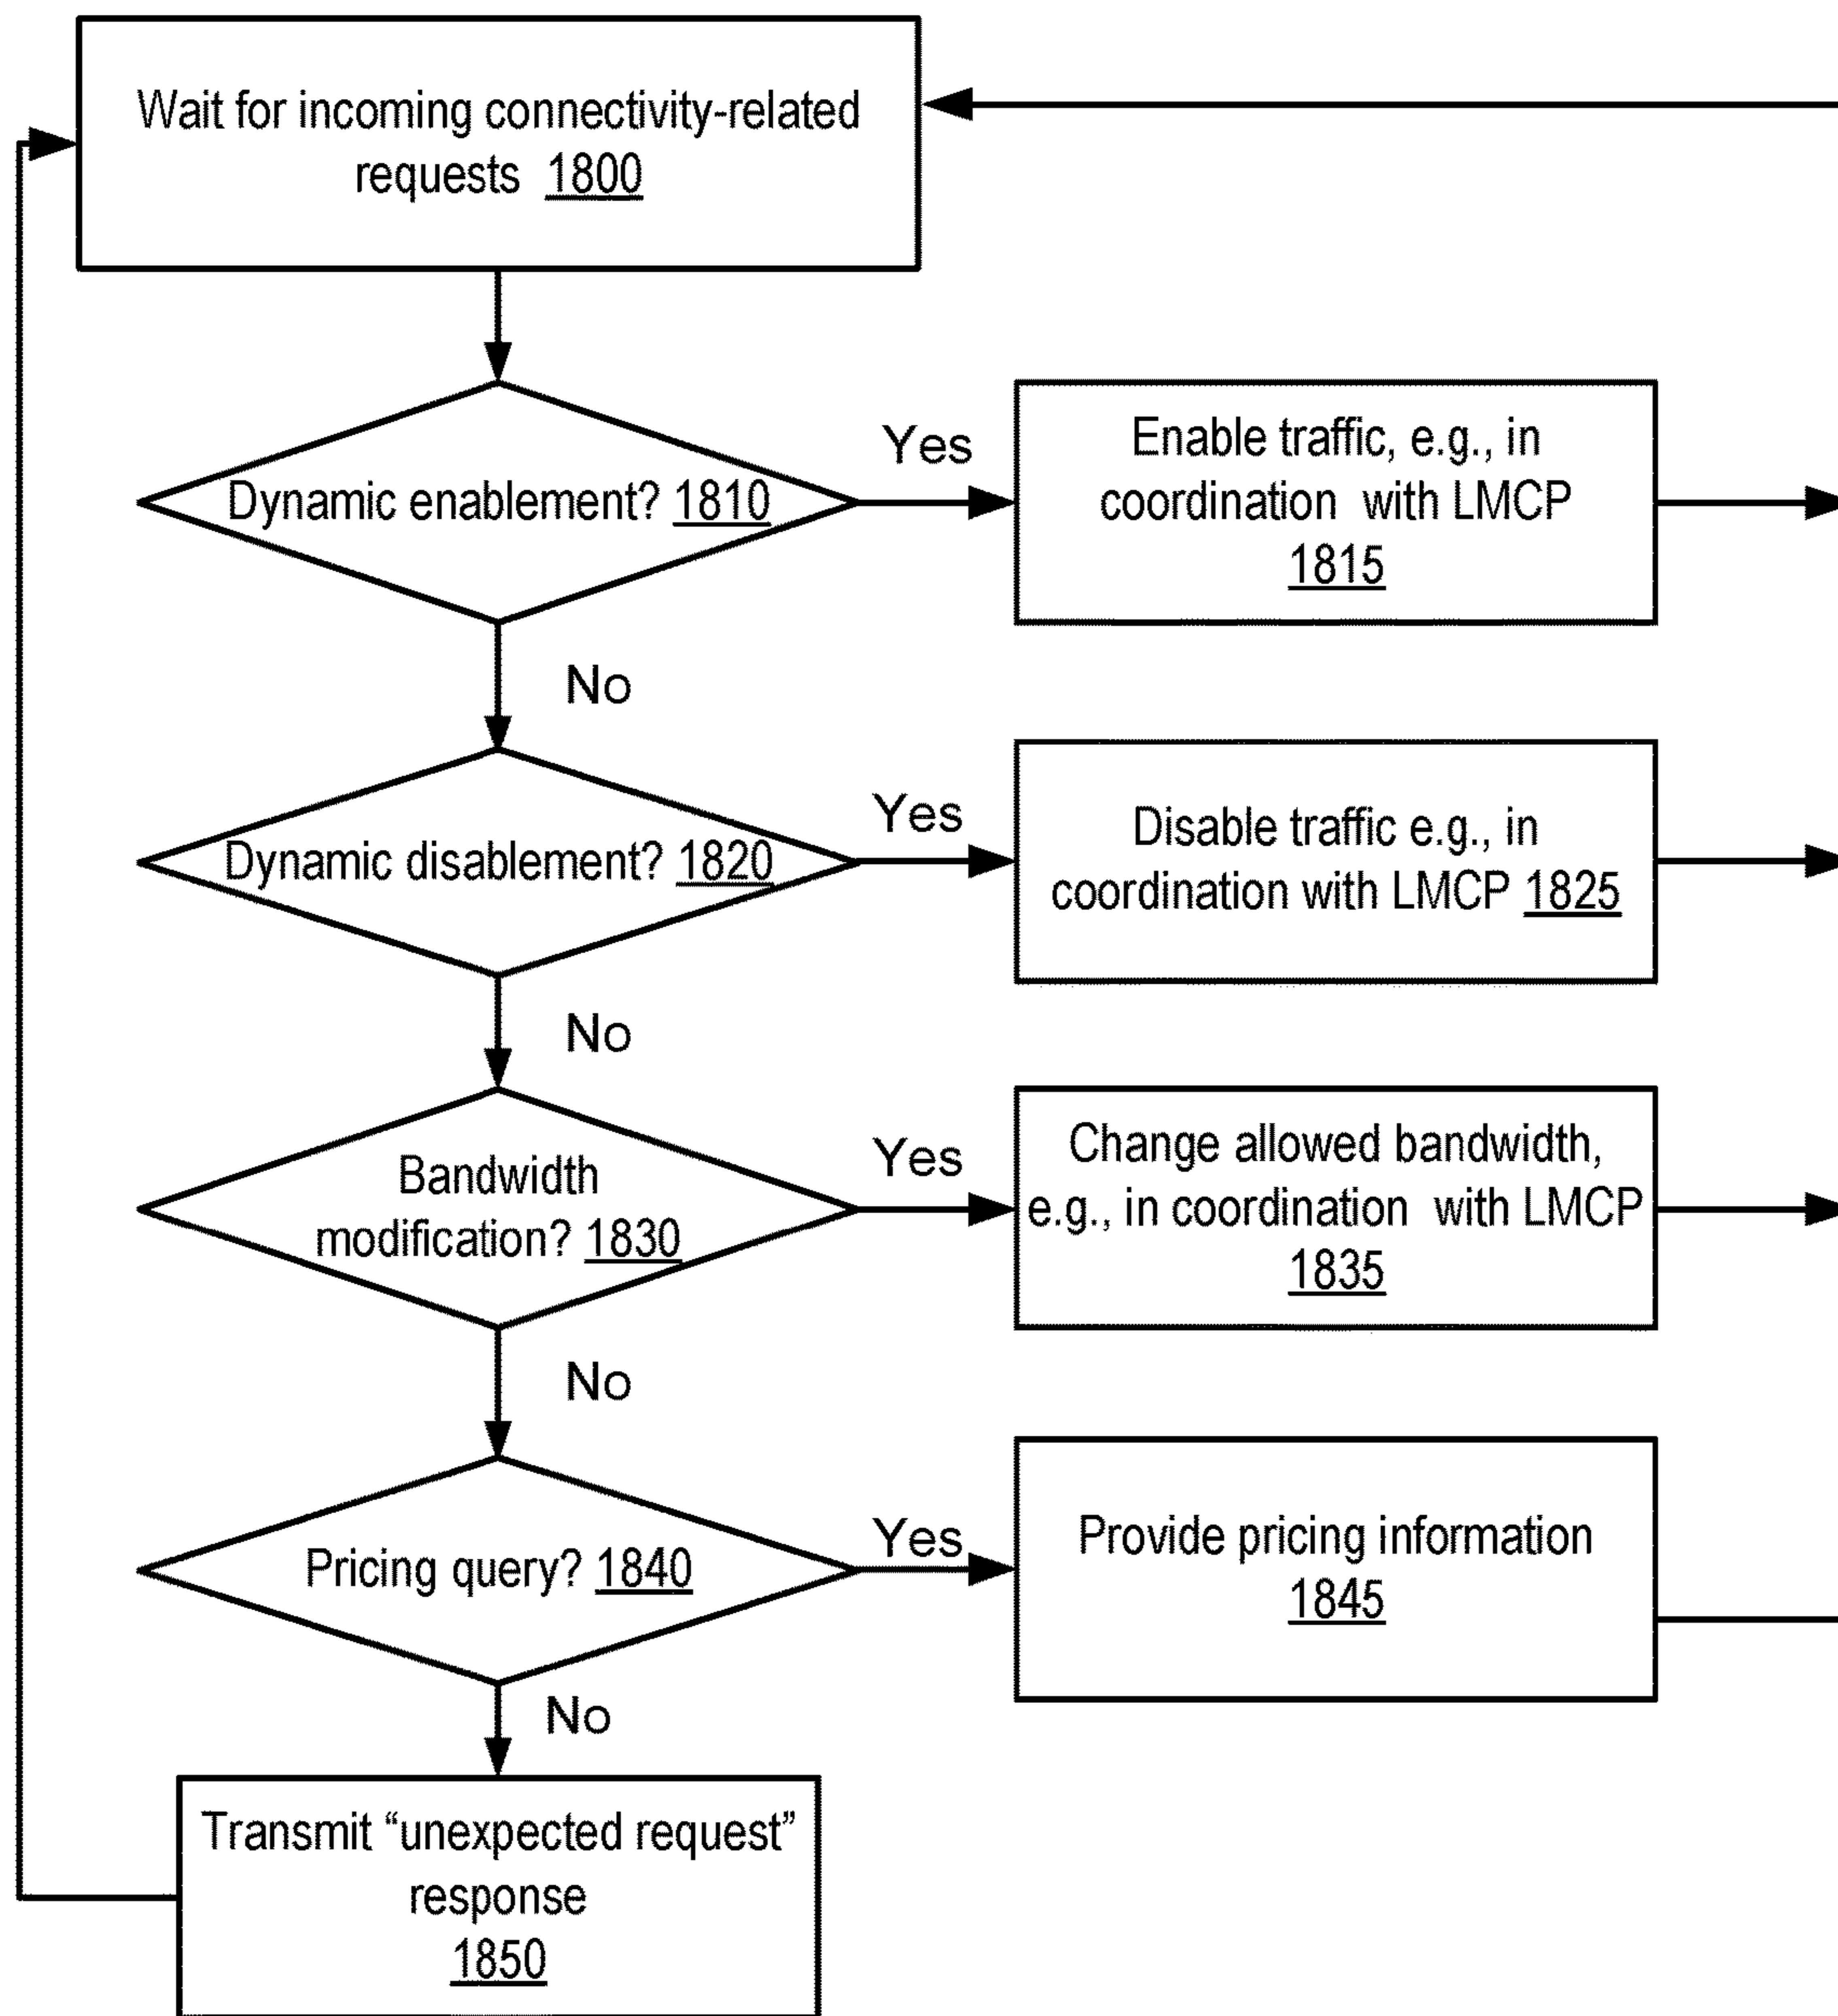 Wait for incoming connectivity-related
requests 1800
Dynamic enablement? 1810
Yes
Enable traffic, e.g., in
coordination with LMCP
1815
No
Dynamic disablement? 1820
Yes
Disable traffic e.g., in
coordination with LMCP 1825
No
Bandwidth
modification? 1830
Yes
Change allowed bandwidth,
e.g., in coordination with LMCP
1835
No
Pricing query? 1840
Yes
Provide pricing information
1845
No
Transmit “unexpected request”
response
1850